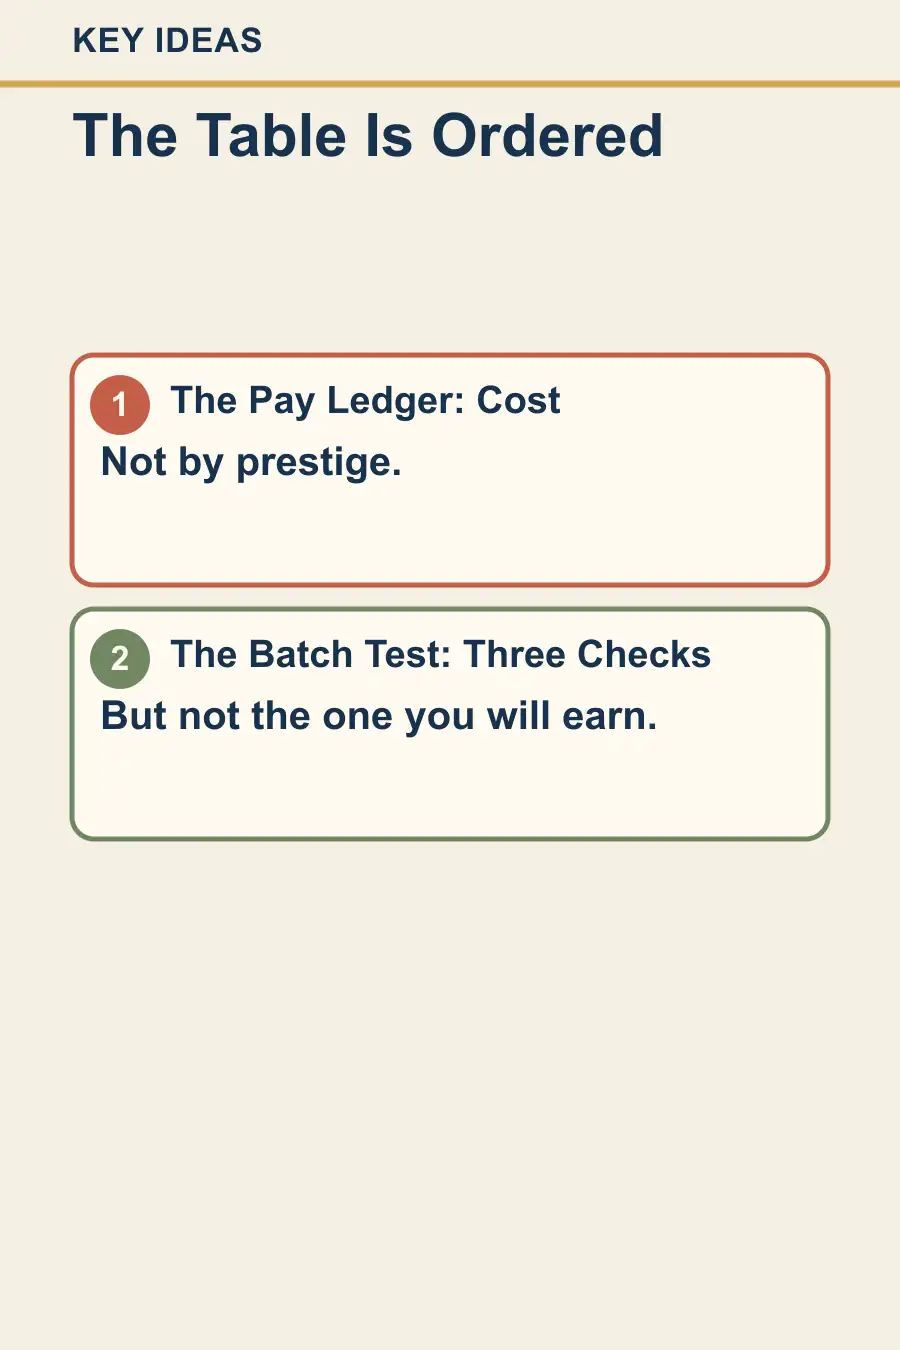 KEY IDEAS
The Table Is Ordered
1 The Pay Ledger: Cost
Not by prestige.
2 The Batch Test: Three Checks
But not the one you will earn.